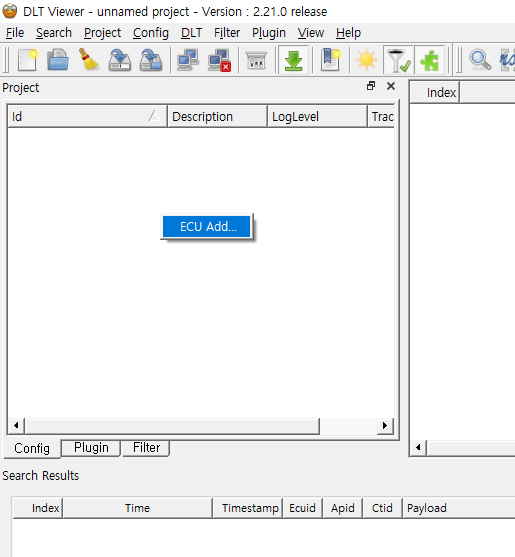 DLT Viewer - unnamed project - Version : 2.21.0 release
File Search Project Config DLT Filter Plugin View Help
Project
Id Description LogLevel Trac
Index
ECU Add...
Config Plugin Filter
Search Results
Index Time Timestamp Ecuid Apid Ctid Payload